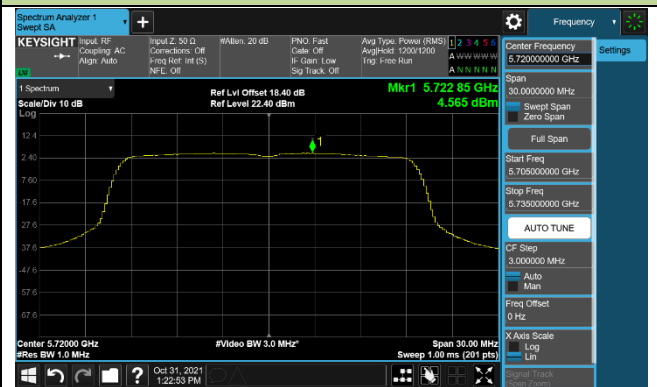 Spectrum Analyzer 1
Swept SA
Frequency
KEYSIGHT
Input: RF
Coupling: AC
Align: Auto
Input Z: 50 Ω
Corrections: Off
Freq Ref: Int (S)
NFE: Off
#Atten: 20 dB
PNO: Fast
Gate: Off
IF Gain: Low
Sig Track: Off
Avg Type: Power (RMS)
Avg|Hold: 1200/1200
Trig: Free Run
1 2 3 4 5 6
A W W W W W
A N N N N N
LW
1 Spectrum
Scale/Div 10 dB
Log
Ref Lvl Offset 18.40 dB
Ref Level 22.40 dBm
Mkr1 5.722 85 GHz
4.565 dBm
1
12.4
2.40
-7.60
-17.6
-27.6
-37.6
-47.6
-57.6
-67.6
Center 5.72000 GHz
#Res BW 1.0 MHz
#Video BW 3.0 MHz*
Span 30.00 MHz
Sweep 1.00 ms (201 pts)
Center Frequency
5.720000000 GHz
Settings
Span
30.0000000 MHz
Swept Span
Zero Span
Full Span
Start Freq
5.705000000 GHz
Stop Freq
5.735000000 GHz
AUTO TUNE
CF Step
3.000000 MHz
Auto
Man
Freq Offset
0 Hz
X Axis Scale
Log
Lin
Signal Track
(Span Zoom)
?
Oct 31, 2021
1:22:53 PM